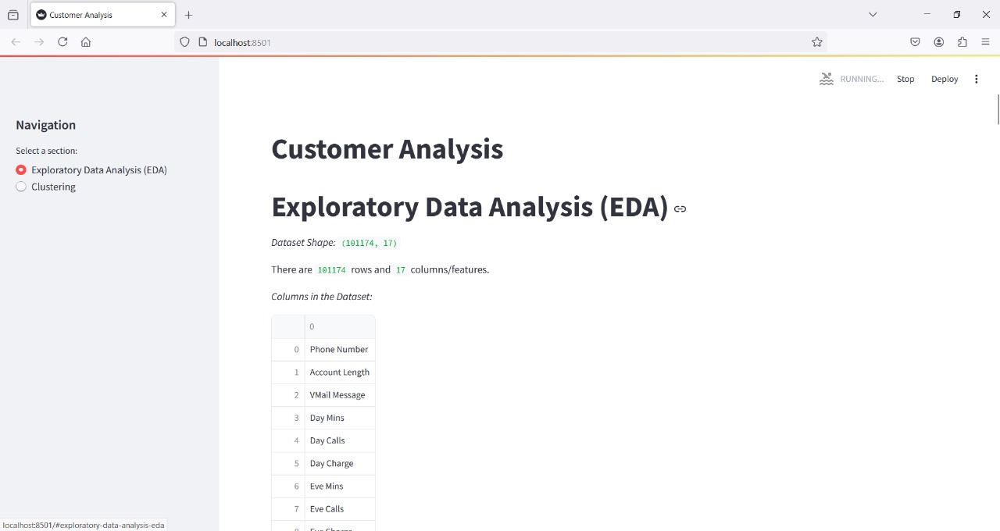 Customer Analysis
localhost:8501
RUNNING... Stop Deploy
Navigation
Select a section:
Exploratory Data Analysis (EDA)
Clustering
Customer Analysis
Exploratory Data Analysis (EDA)
Dataset Shape: (101174, 17)
There are 101174 rows and 17 columns/features.
Columns in the Dataset:
0
0 Phone Number
1 Account Length
2 VMail Message
3 Day Mins
4 Day Calls
5 Day Charge
6 Eve Mins
7 Eve Calls
localhost:8501/#exploratory-data-analysis-eda